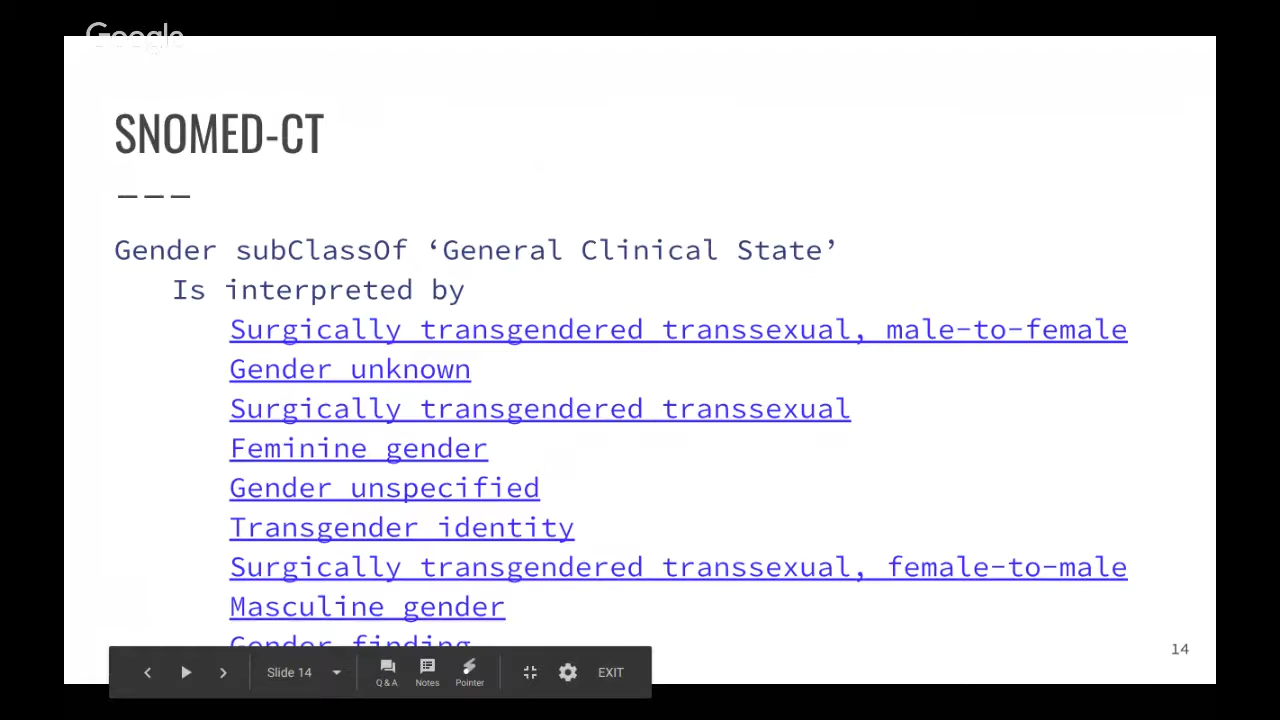 Google
SNOMED-CT
———
Gender subClassOf ‘General Clinical State’
Is interpreted by
Surgically transgendered transsexual, male-to-female
Gender unknown
Surgically transgendered transsexual
Feminine gender
Gender unspecified
Transgender identity
Surgically transgendered transsexual, female-to-male
Masculine gender
Gender finding
14
Slide 14
Q & A
Notes
Pointer
EXIT